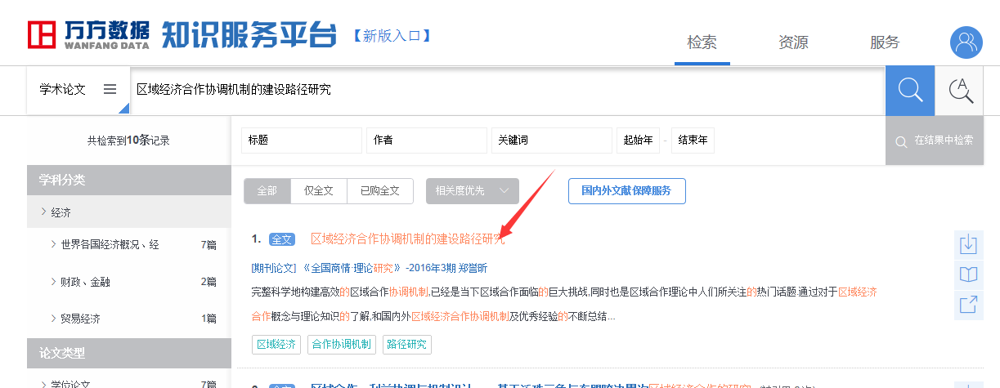 万方数据
WANFANG DATA
知识服务平台
【新版入口】
检索
资源
服务
学术论文
区域经济合作协调机制的建设路径研究
A
共检索到10条记录
标题
作者
关键词
起始年
-
结束年
在结果中检索
学科分类
全部
仅全文
已购全文
相关度优先
国内外文献保障服务
经济
世界各国经济概况、经
7篇
财政、金融
2篇
贸易经济
1篇
论文类型
学位论文
7篇
1.
全文
区域经济合作协调机制的建设路径研究
[期刊论文] 《全国商情·理论研究》 -2016年3期 郑誉昕
完整科学地构建高效的区域合作协调机制,已经是当下区域合作面临的巨大挑战,同时也是区域合作理论中人们所关注的热门话题.通过对于区域经济
合作概念与理论知识的了解,和国内外区域经济合作协调机制及优秀经验的不断总结...
区域经济
合作协调机制
路径研究